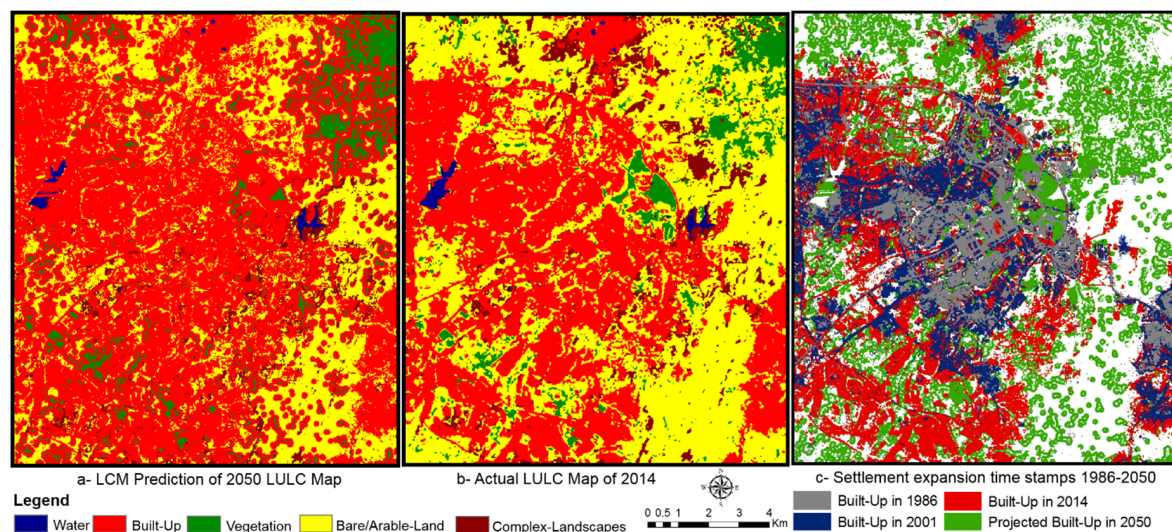 a- LCM Prediction of 2050 LULC Map
b- Actual LULC Map of 2014
c- Settlement expansion time stamps 1986-2050
Legend
Water
Built-Up
Vegetation
Bare/Arable-Land
Complex-Landscapes
N
W
E
S
0 0.5 1 2 3 4
Km
Built-Up in 1986
Built-Up in 2014
Built-Up in 2001
Projected Built-Up in 2050